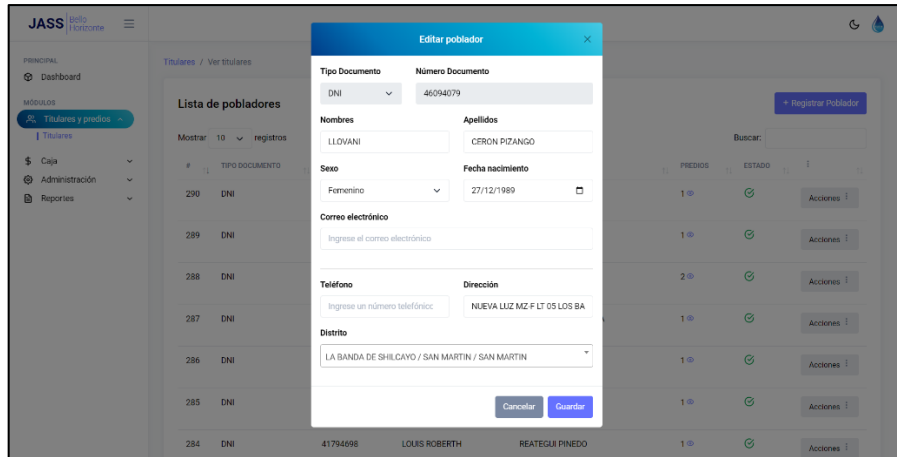 JASS Bello Horizonte
PRINCIPAL
Dashboard
MÓDULOS
Titulares y predios
Titulares
Caja
Administración
Reportes
Titulares / Ver titulares
Lista de pobladores
+ Registrar Poblador
Mostrar 10 registros
Buscar:
# TIPO DOCUMENTO PREDIOS ESTADO
290 DNI 1 Acciones
289 DNI 1 Acciones
288 DNI 2 Acciones
287 DNI 1 Acciones
286 DNI 1 Acciones
285 DNI 1 Acciones
284 DNI 41794698 LOUIS ROBERTH REATEGUI PINEDO 1 Acciones
Editar poblador
Tipo Documento Número Documento
DNI 46094079
Nombres Apellidos
LLOVANI CERON PIZANGO
Sexo Fecha nacimiento
Femenino 27/12/1989
Correo electrónico
Ingrese el correo electrónico
Teléfono Dirección
Ingrese un número telefónicc NUEVA LUZ MZ-F LT 05 LOS BA
Distrito
LA BANDA DE SHILCAYO / SAN MARTIN / SAN MARTIN
Cancelar Guardar